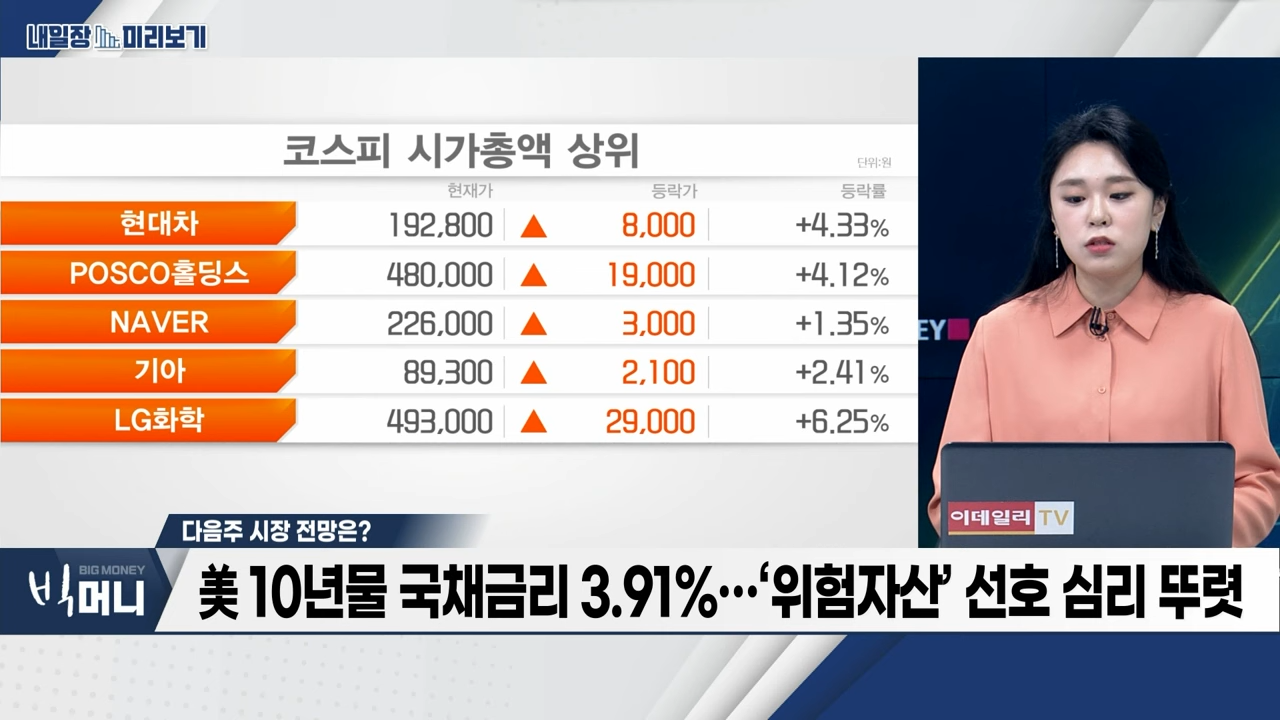 내일장 미리보기
코스피 시가총액 상위
단위:원
현재가 등락가 등락률
현대차 192,800 ▲ 8,000 +4.33%
POSCO홀딩스 480,000 ▲ 19,000 +4.12%
NAVER 226,000 ▲ 3,000 +1.35%
기아 89,300 ▲ 2,100 +2.41%
LG화학 493,000 ▲ 29,000 +6.25%
EY
이데일리 TV
다음주 시장 전망은?
BIG MONEY
빅머니
美 10년물 국채금리 3.91%…‘위험자산’ 선호 심리 뚜렷